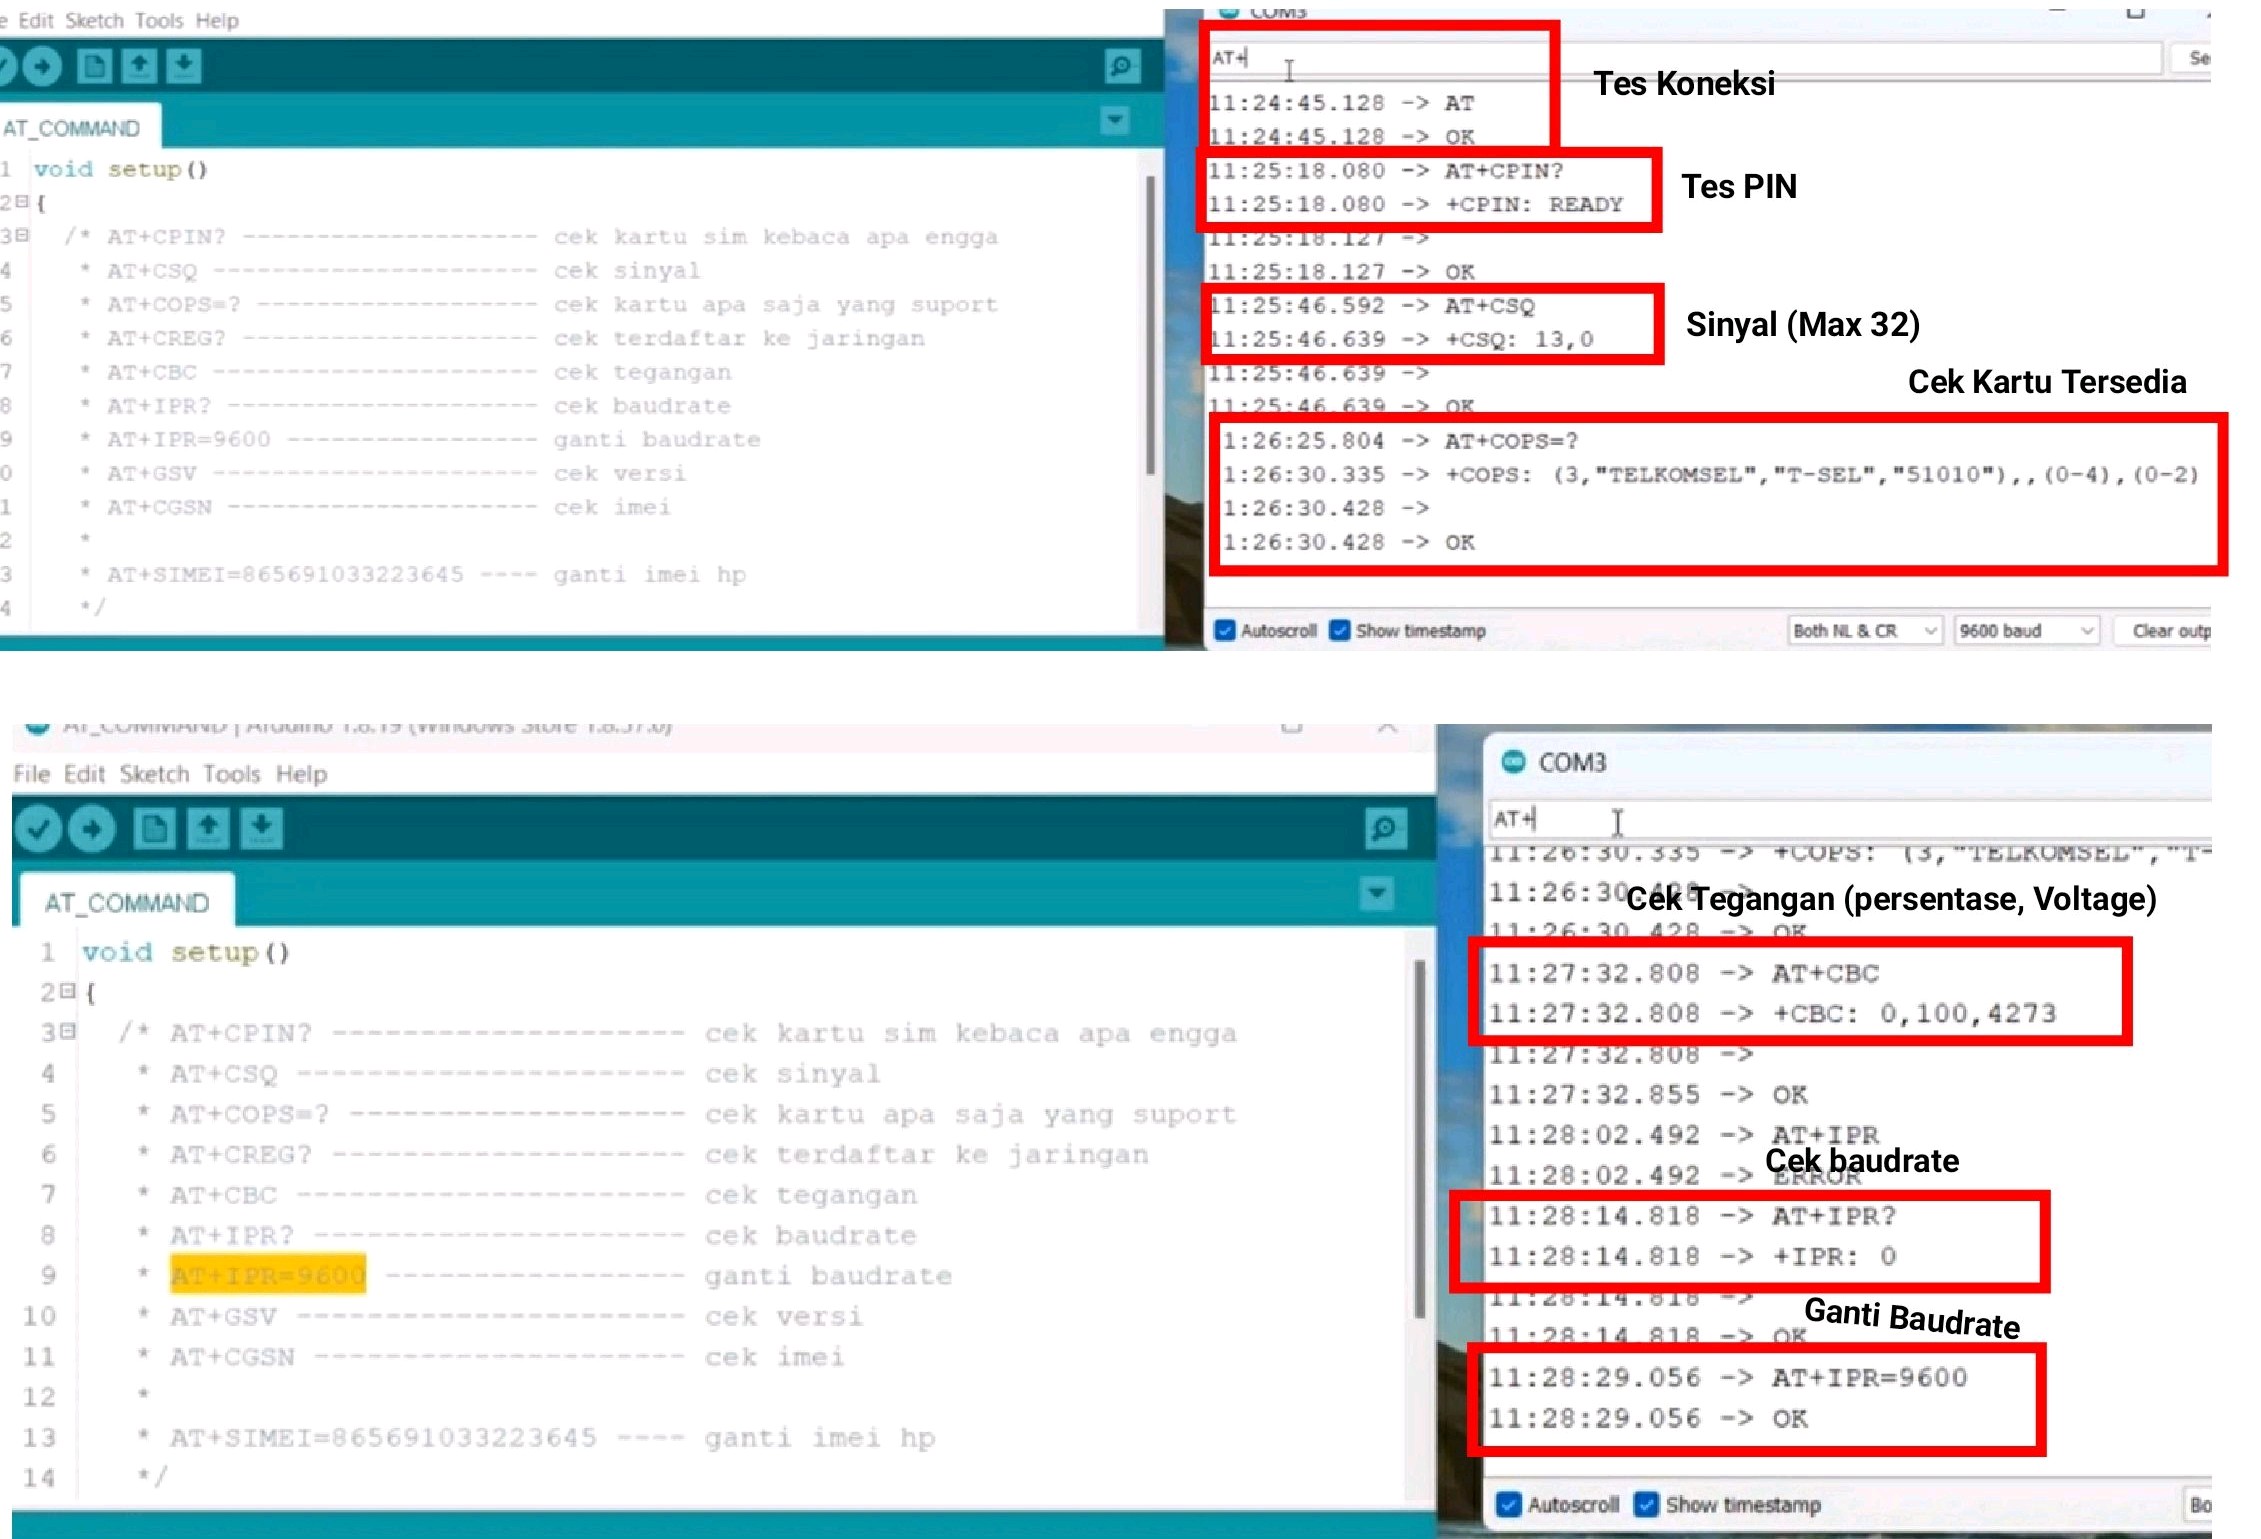 Edit Sketch Tools Help
AT_COMMAND
1 void setup()
2 {
3 /* AT+CPIN? -------------------- cek kartu sim kebaca apa engga
4 * AT+CSQ ---------------------- cek sinyal
5 * AT+COPS=? ------------------- cek kartu apa saja yang suport
6 * AT+CREG? -------------------- cek terdaftar ke jaringan
7 * AT+CBC ---------------------- cek tegangan
8 * AT+IPR? --------------------- cek baudrate
9 * AT+IPR=9600 ----------------- ganti baudrate
0 * AT+GSV ---------------------- cek versi
1 * AT+CGSN --------------------- cek imei
2 *
3 * AT+SIMEI=865691033223645 ---- ganti imei hp
4 */
COM3
AT+
Tes Koneksi
11:24:45.128 -> AT
11:24:45.128 -> OK
11:25:18.080 -> AT+CPIN?
Tes PIN
11:25:18.080 -> +CPIN: READY
11:25:18.127 ->
11:25:18.127 -> OK
11:25:46.592 -> AT+CSQ
Sinyal (Max 32)
11:25:46.639 -> +CSQ: 13,0
11:25:46.639 ->
Cek Kartu Tersedia
11:25:46.639 -> OK
1:26:25.804 -> AT+COPS=?
1:26:30.335 -> +COPS: (3,"TELKOMSEL","T-SEL","51010"),,(0-4),(0-2)
1:26:30.428 ->
1:26:30.428 -> OK
Autoscroll Show timestamp Both NL & CR 9600 baud Clear outp
AT_COMMAND | Arduino 1.8.19 (Windows Store 1.8.57.0)
File Edit Sketch Tools Help
AT_COMMAND
1 void setup()
2 {
3 /* AT+CPIN? -------------------- cek kartu sim kebaca apa engga
4 * AT+CSQ ---------------------- cek sinyal
5 * AT+COPS=? ------------------- cek kartu apa saja yang suport
6 * AT+CREG? -------------------- cek terdaftar ke jaringan
7 * AT+CBC ---------------------- cek tegangan
8 * AT+IPR? --------------------- cek baudrate
9 * AT+IPR=9600 ----------------- ganti baudrate
10 * AT+GSV ---------------------- cek versi
11 * AT+CGSN --------------------- cek imei
12 *
13 * AT+SIMEI=865691033223645 ---- ganti imei hp
14 */
COM3
AT+
11:26:30.335 -> +COPS: (3,"TELKOMSEL","T-
11:26:30.428 ->
Cek Tegangan (persentase, Voltage)
11:26:30.428 -> OK
11:27:32.808 -> AT+CBC
11:27:32.808 -> +CBC: 0,100,4273
11:27:32.808 ->
11:27:32.855 -> OK
11:28:02.492 -> AT+IPR
Cek baudrate
11:28:02.492 -> ERROR
11:28:14.818 -> AT+IPR?
11:28:14.818 -> +IPR: 0
11:28:14.818 ->
Ganti Baudrate
11:28:14.818 -> OK
11:28:29.056 -> AT+IPR=9600
11:28:29.056 -> OK
Autoscroll Show timestamp Bo